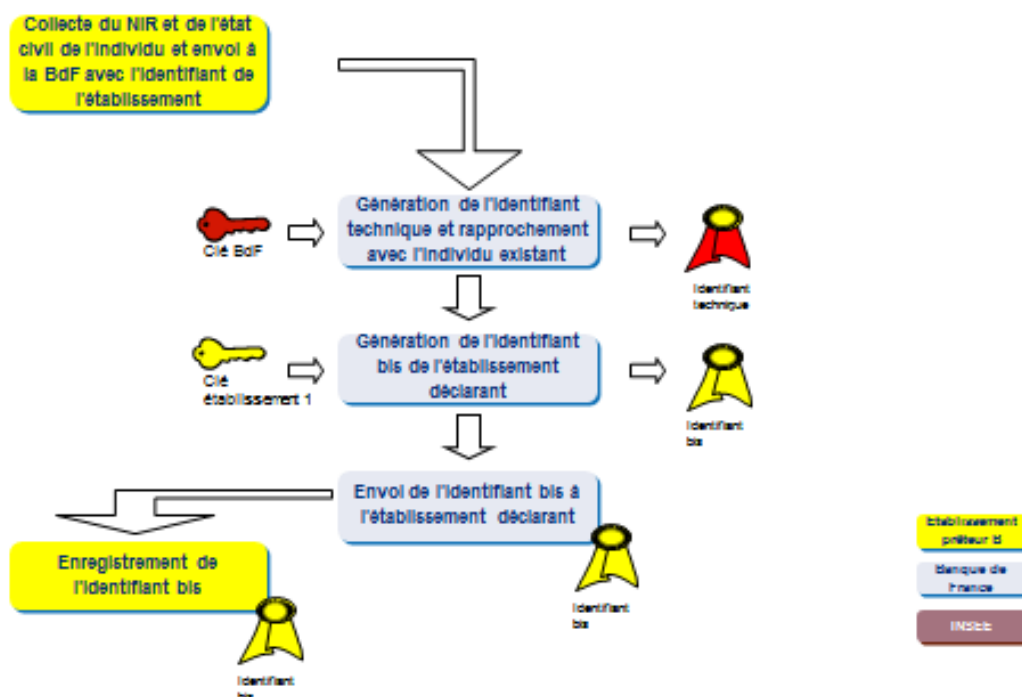 Collecte du NIR et de l'état
civil de l'individu et envoi à
la BdF avec l'identifiant de
l'établissement
Génération de l'identifiant
technique et rapprochement
avec l'individu existant
Clé BdF
Identifiant
technique
Génération de l'identifiant
bis de l'établissement
déclarant
Clé
établissement 1
Identifiant
bis
Envoi de l'identifiant bis à
l'établissement déclarant
Identifiant
bis
Enregistrement de
l'identifiant bis
Identifiant
bis
Etablissement
prêteur B
Banque de
France
INSEE